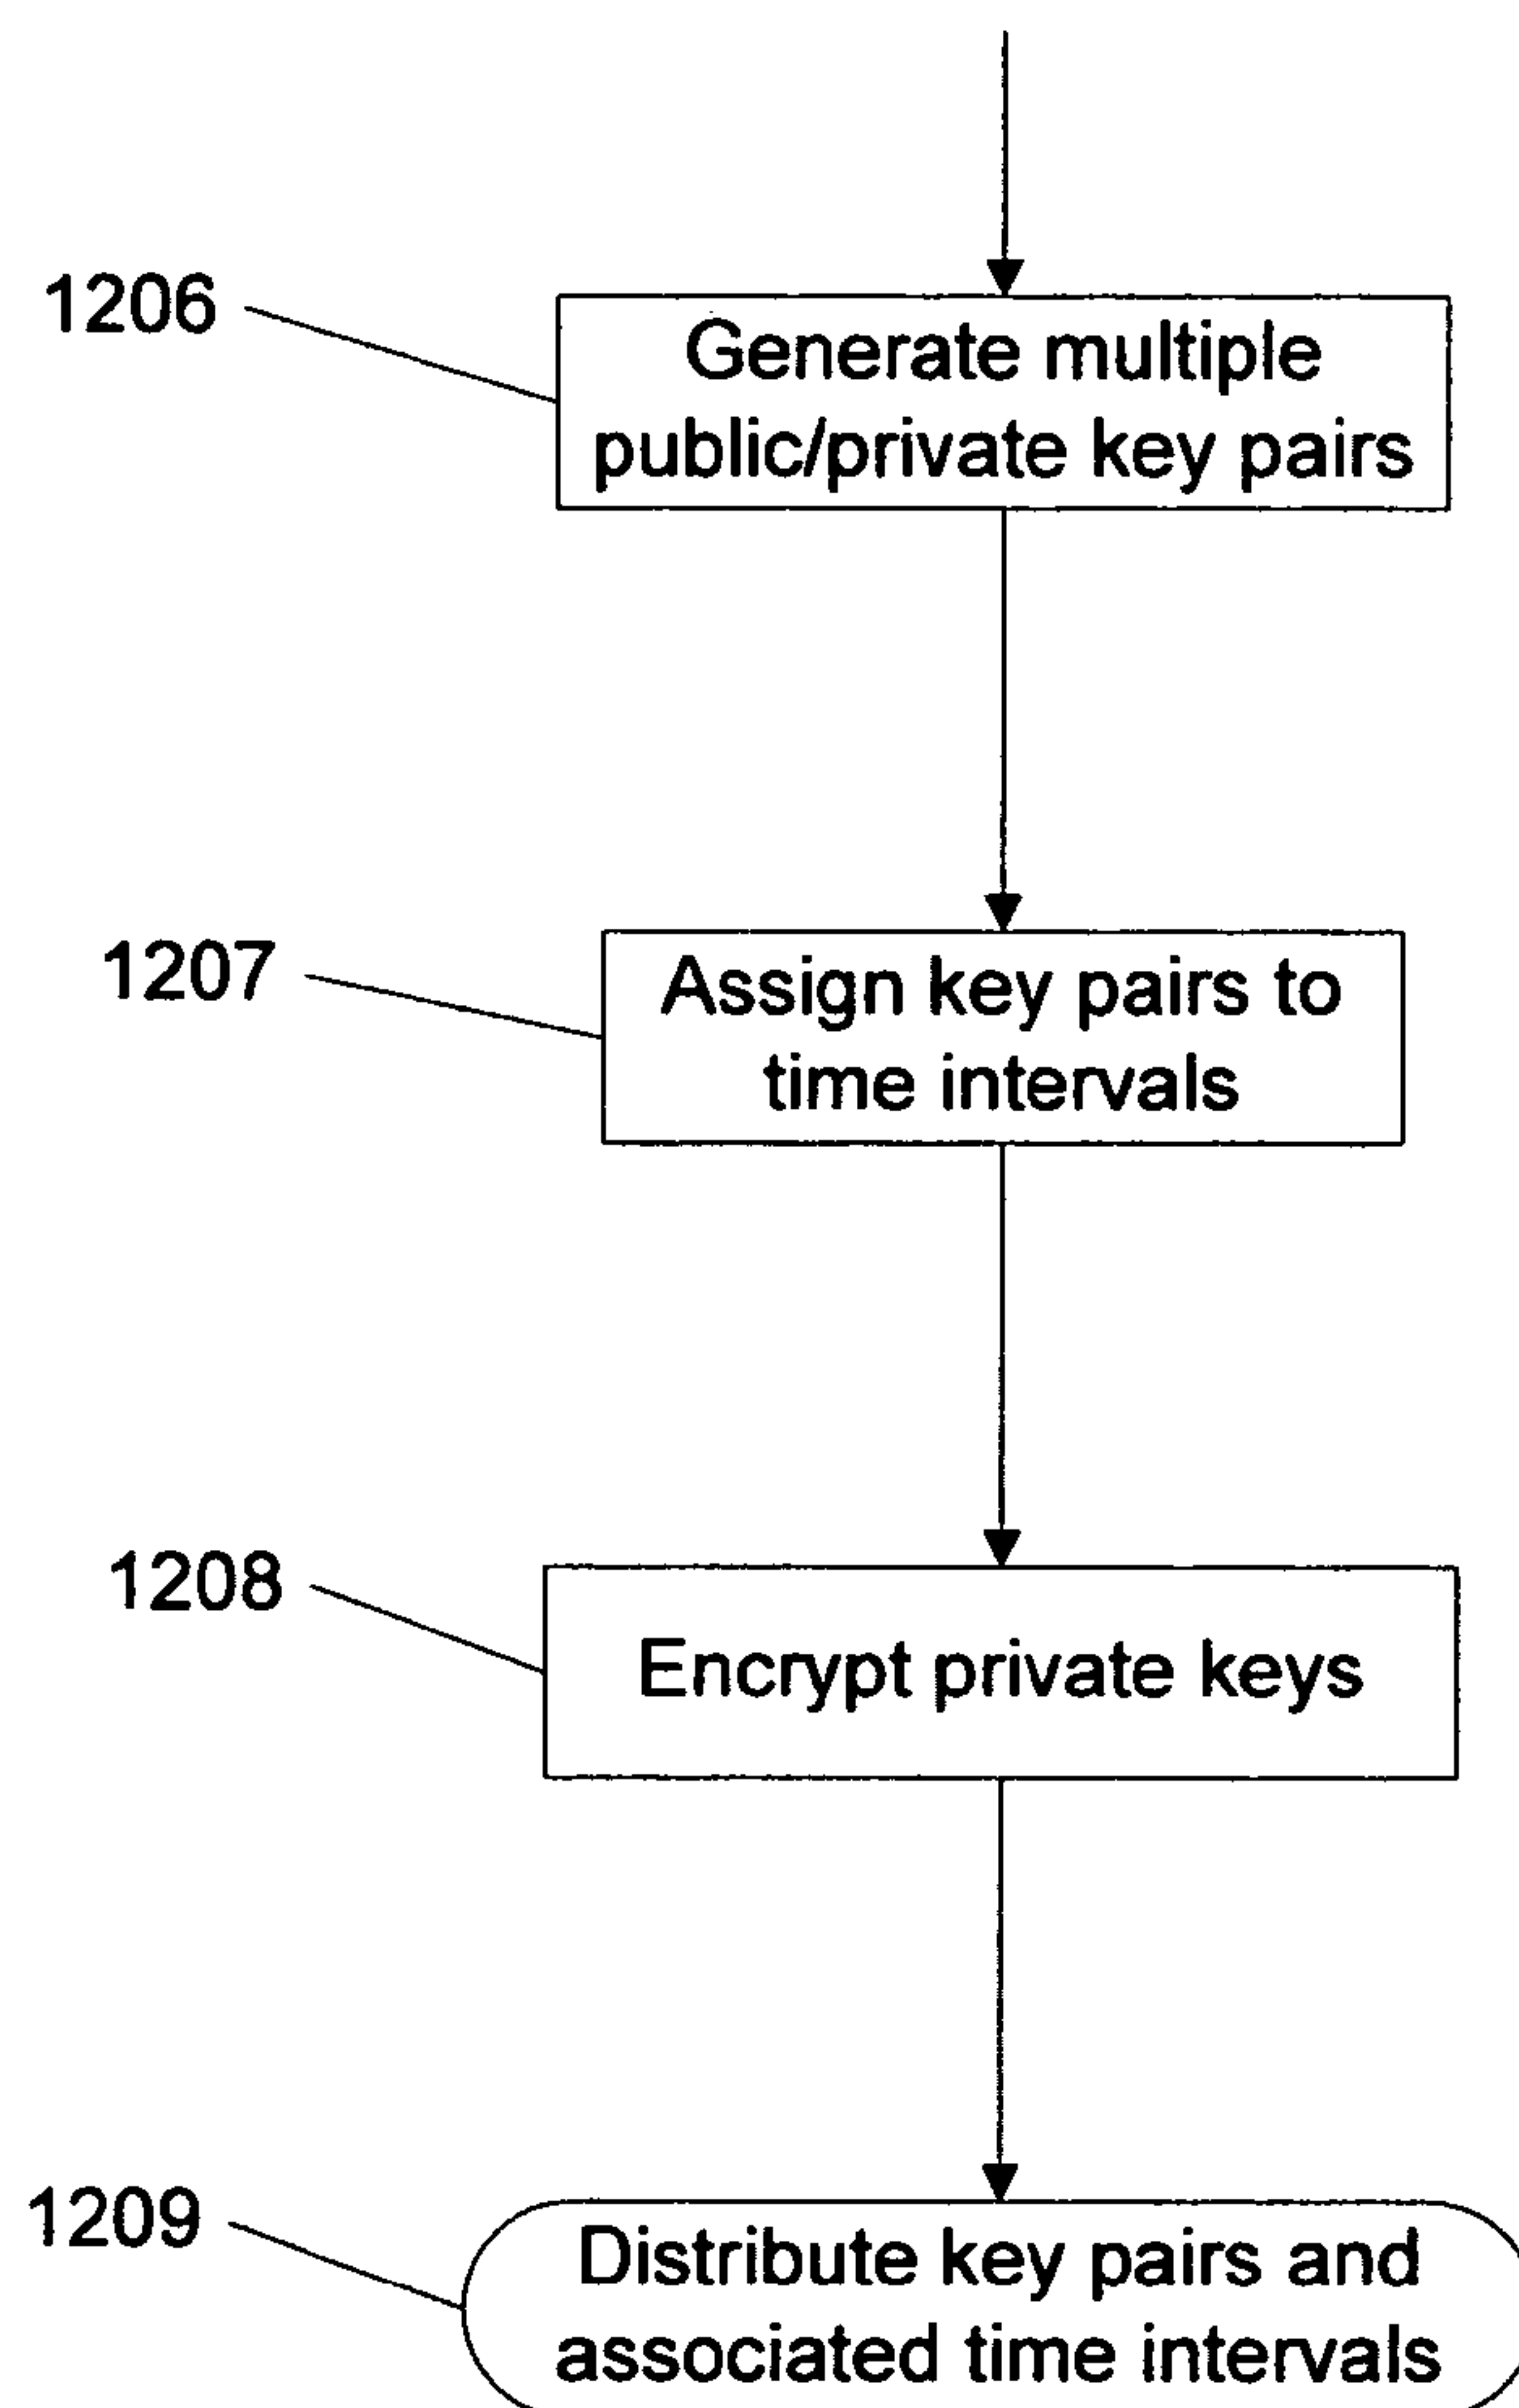 1206
Generate multiple
public/private key pairs
1207
Assign key pairs to
time intervals
1208
Encrypt private keys
1209
Distribute key pairs and
associated time intervals